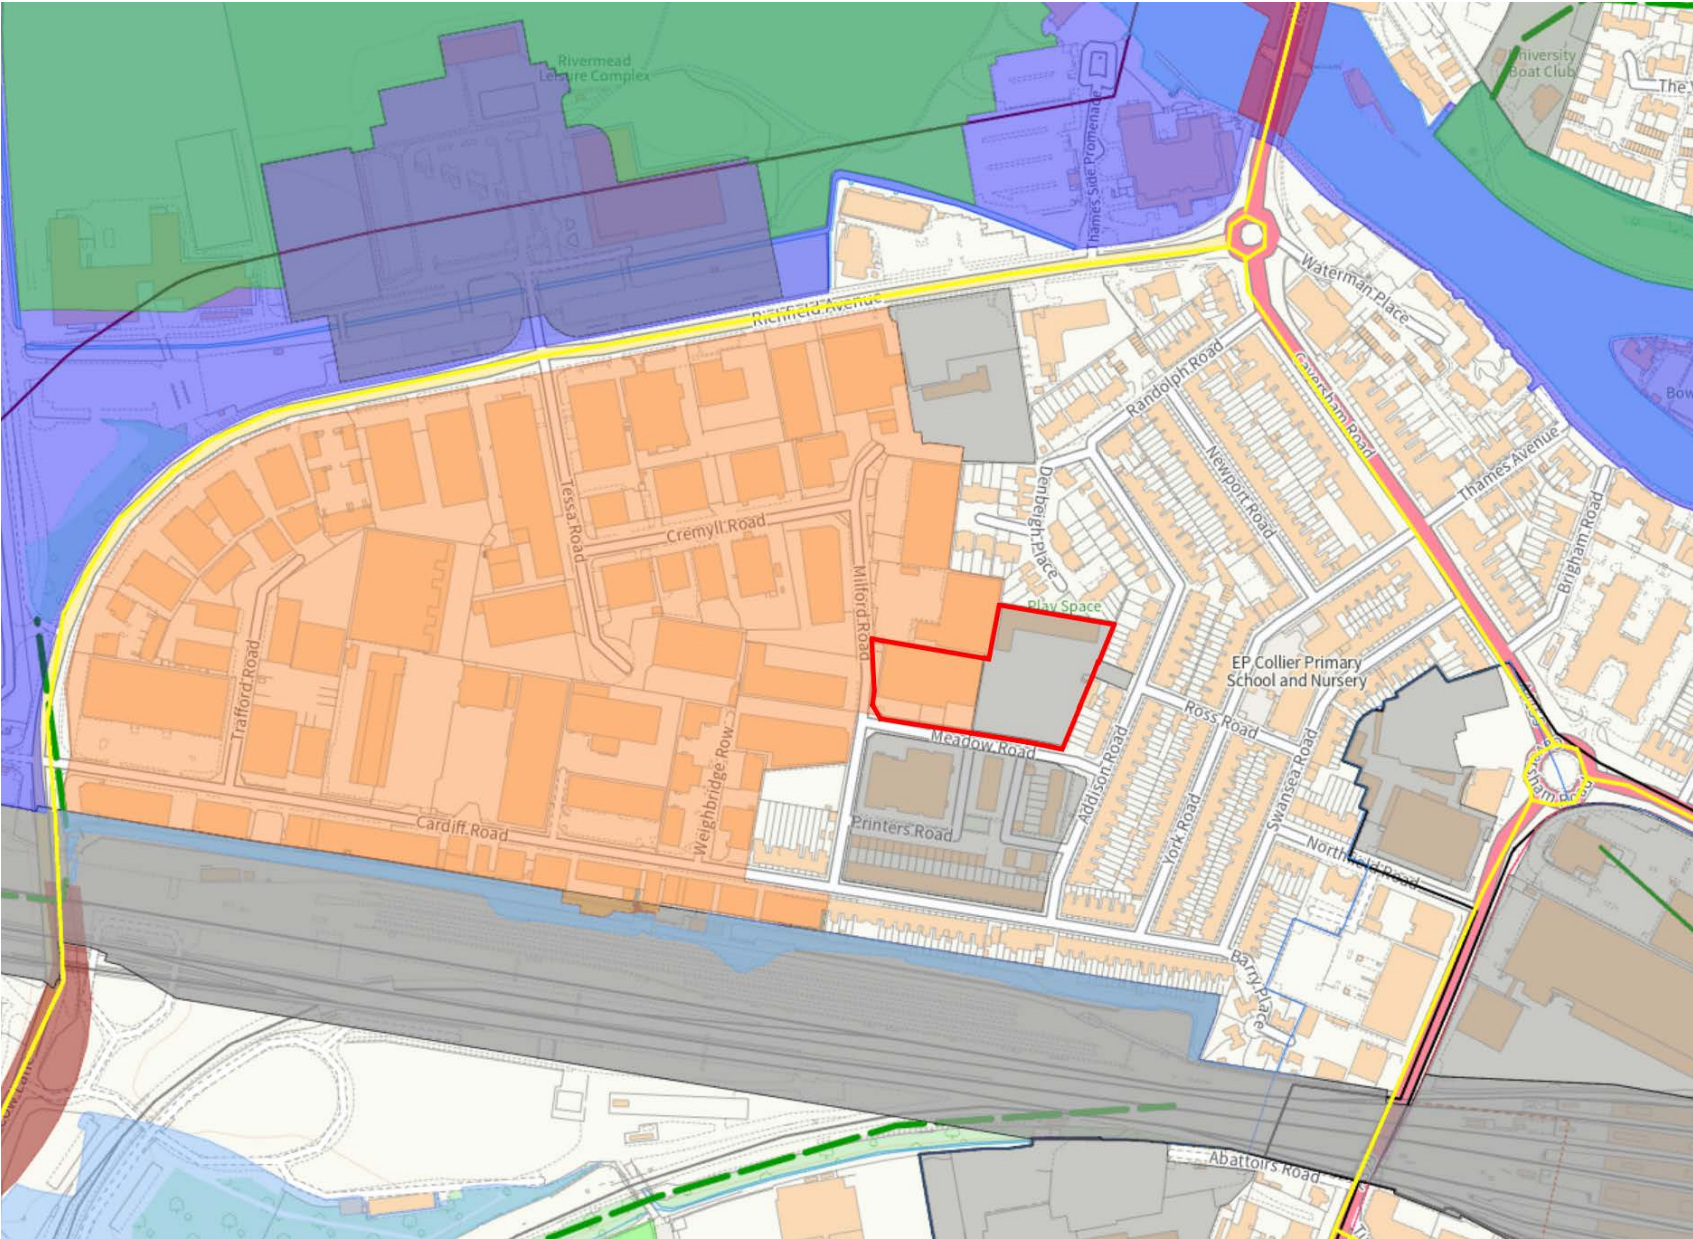 Rivermead
Leisure Complex
University
Boat Club
The
Thames Side Promenade
Waterman Place
Richfield Avenue
Randolph Road
Caversham Road
Newport Road
Thames Avenue
Denbeigh Place
Brigham Road
Tessa Road
Cremyll Road
Milford Road
Play Space
EP Collier Primary
School and Nursery
Trafford Road
Ross Road
Meadow Road
Addison Road
Swansea Road
Weighbridge Row
York Road
Cardiff Road
Printers Road
Northfield Road
Barry Place
Abattoirs Road